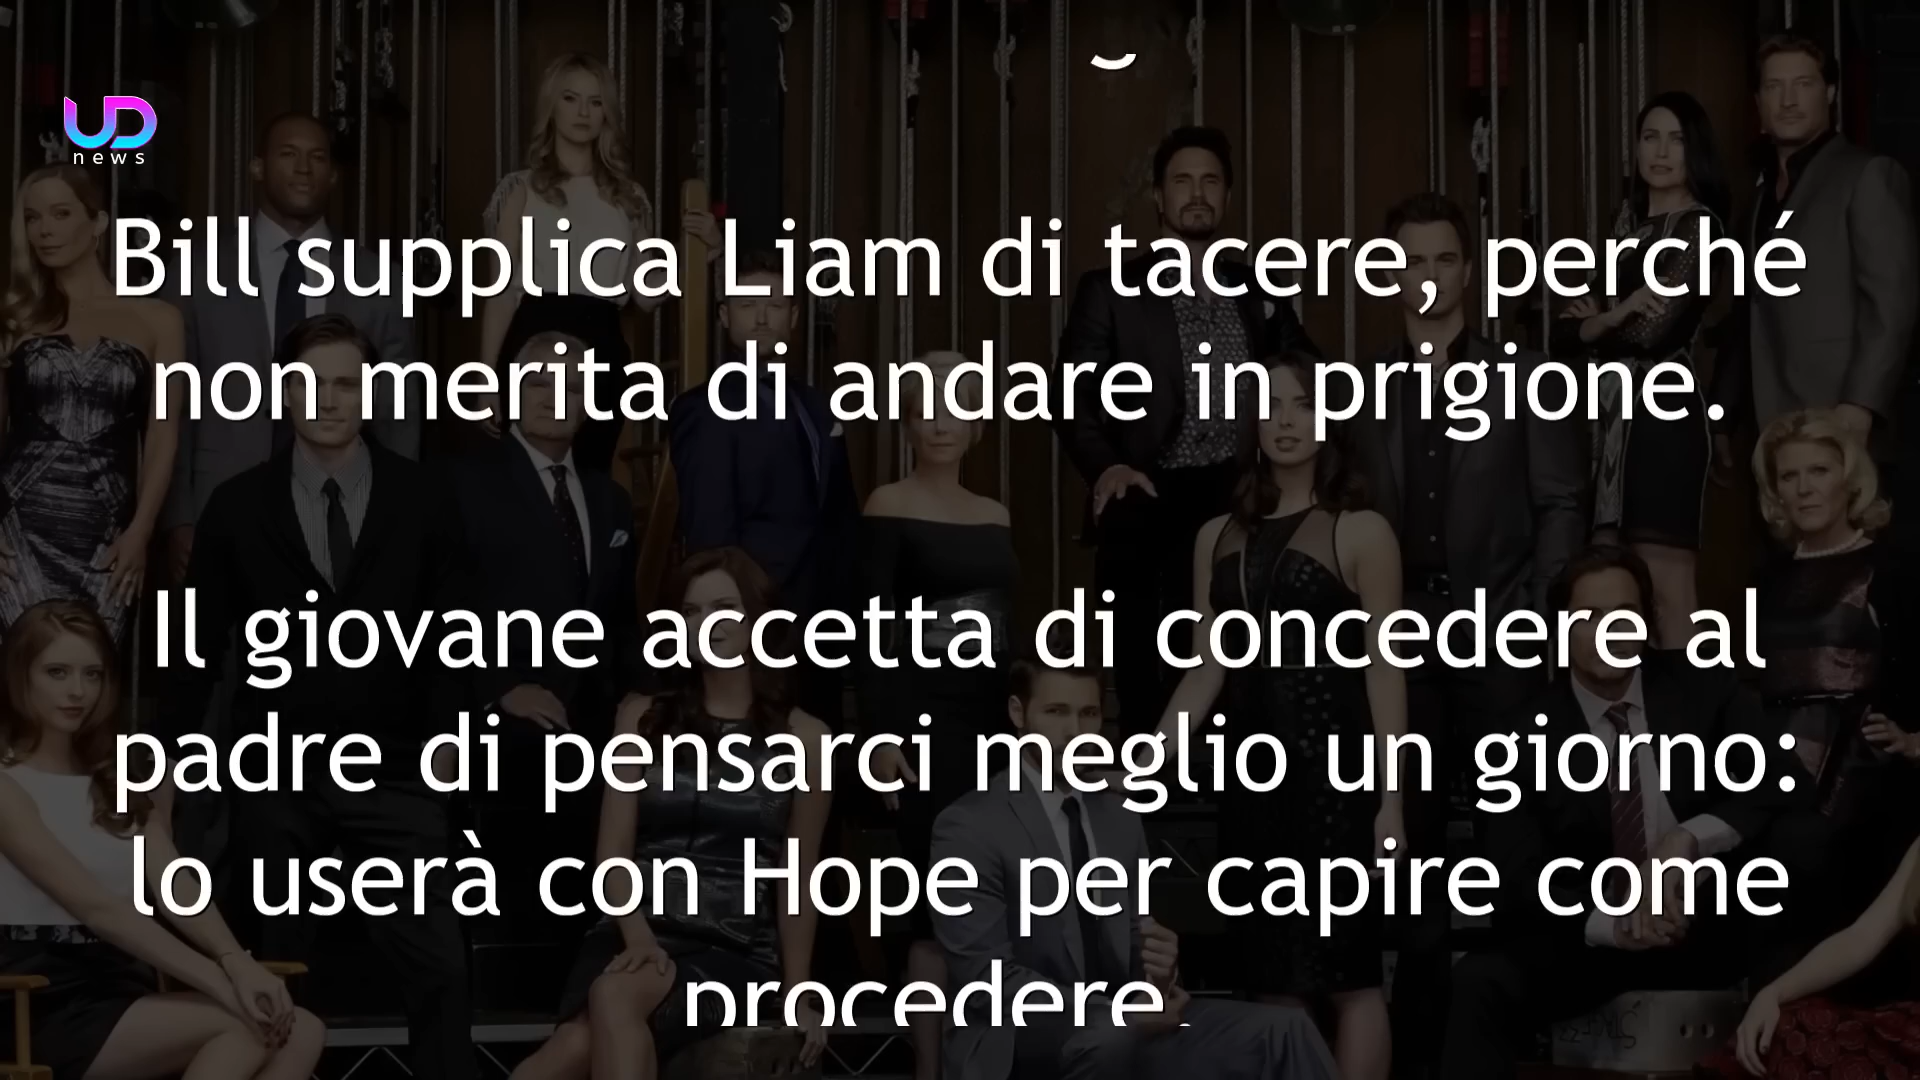 UD
news
Bill supplica Liam di tacere, perché
non merita di andare in prigione.
Il giovane accetta di concedere al
padre di pensarci meglio un giorno:
lo userà con Hope per capire come
procedere.